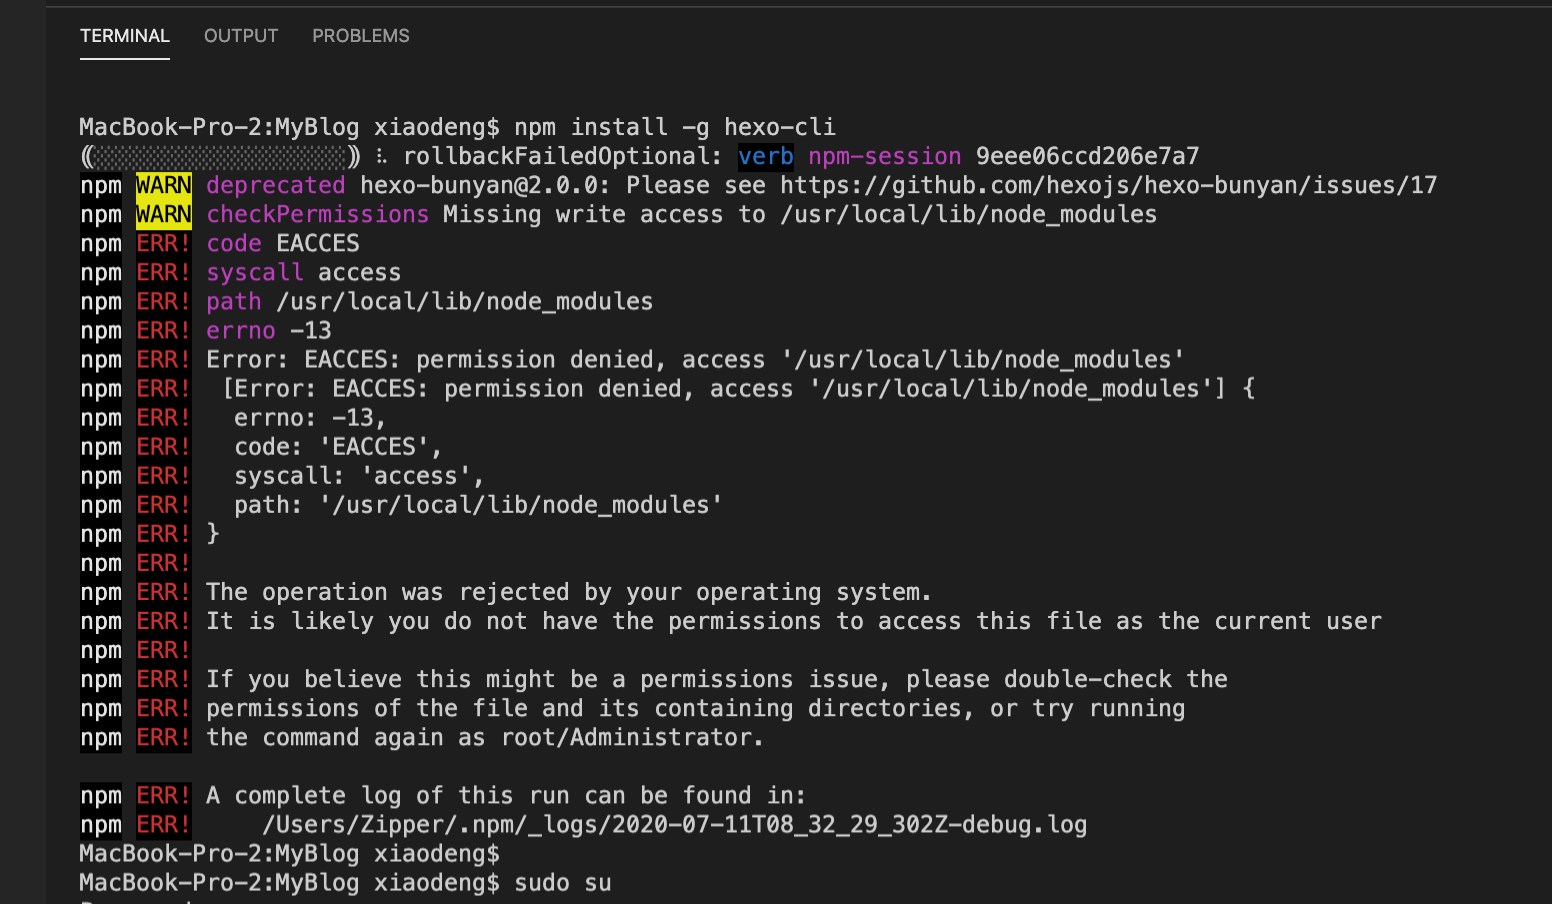 TERMINAL OUTPUT PROBLEMS
MacBook-Pro-2:MyBlog xiaodeng$ npm install -g hexo-cli
(░░░░░░░░░░░░░░░░░░) ⠧ rollbackFailedOptional: verb npm-session 9eee06ccd206e7a7
npm WARN deprecated hexo-bunyan@2.0.0: Please see https://github.com/hexojs/hexo-bunyan/issues/17
npm WARN checkPermissions Missing write access to /usr/local/lib/node_modules
npm ERR! code EACCES
npm ERR! syscall access
npm ERR! path /usr/local/lib/node_modules
npm ERR! errno -13
npm ERR! Error: EACCES: permission denied, access '/usr/local/lib/node_modules'
npm ERR!  [Error: EACCES: permission denied, access '/usr/local/lib/node_modules'] {
npm ERR!   errno: -13,
npm ERR!   code: 'EACCES',
npm ERR!   syscall: 'access',
npm ERR!   path: '/usr/local/lib/node_modules'
npm ERR! }
npm ERR!
npm ERR! The operation was rejected by your operating system.
npm ERR! It is likely you do not have the permissions to access this file as the current user
npm ERR!
npm ERR! If you believe this might be a permissions issue, please double-check the
npm ERR! permissions of the file and its containing directories, or try running
npm ERR! the command again as root/Administrator.
npm ERR! A complete log of this run can be found in:
npm ERR!     /Users/Zipper/.npm/_logs/2020-07-11T08_32_29_302Z-debug.log
MacBook-Pro-2:MyBlog xiaodeng$
MacBook-Pro-2:MyBlog xiaodeng$ sudo su